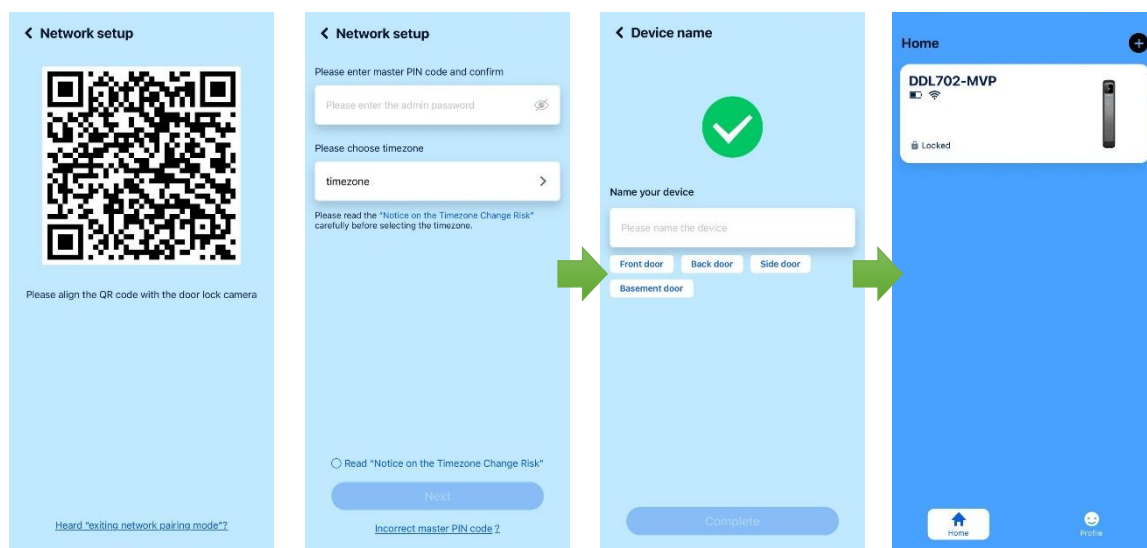 Network setup
Please align the QR code with the door lock camera
Heard "exiting network pairing mode"?
Network setup
Please enter master PIN code and confirm
Please enter the admin password
Please choose timezone
timezone
Please read the "Notice on the Timezone Change Risk"
carefully before selecting the timezone.
Read "Notice on the Timezone Change Risk"
Next
Incorrect master PIN code ?
Device name
Name your device
Please name the device
Front door Back door Side door
Basement door
Complete
Home
DDL702-MVP
Locked
Home Profile